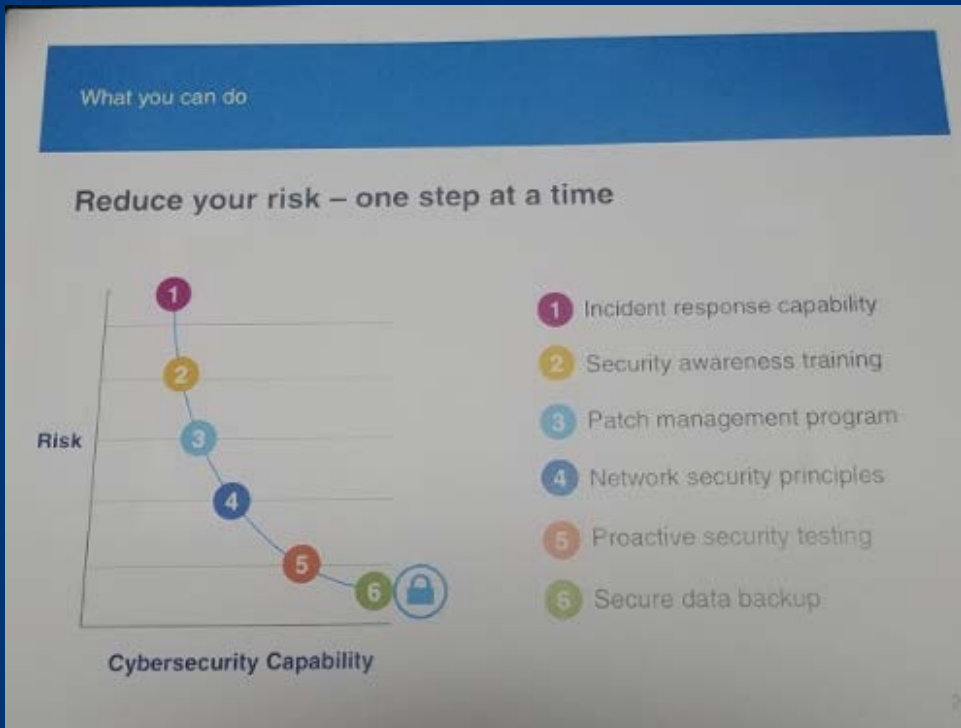 What you can do
Reduce your risk – one step at a time
1
2
3
4
5
6
Risk
Cybersecurity Capability
1 Incident response capability
2 Security awareness training
3 Patch management program
4 Network security principles
5 Proactive security testing
6 Secure data backup